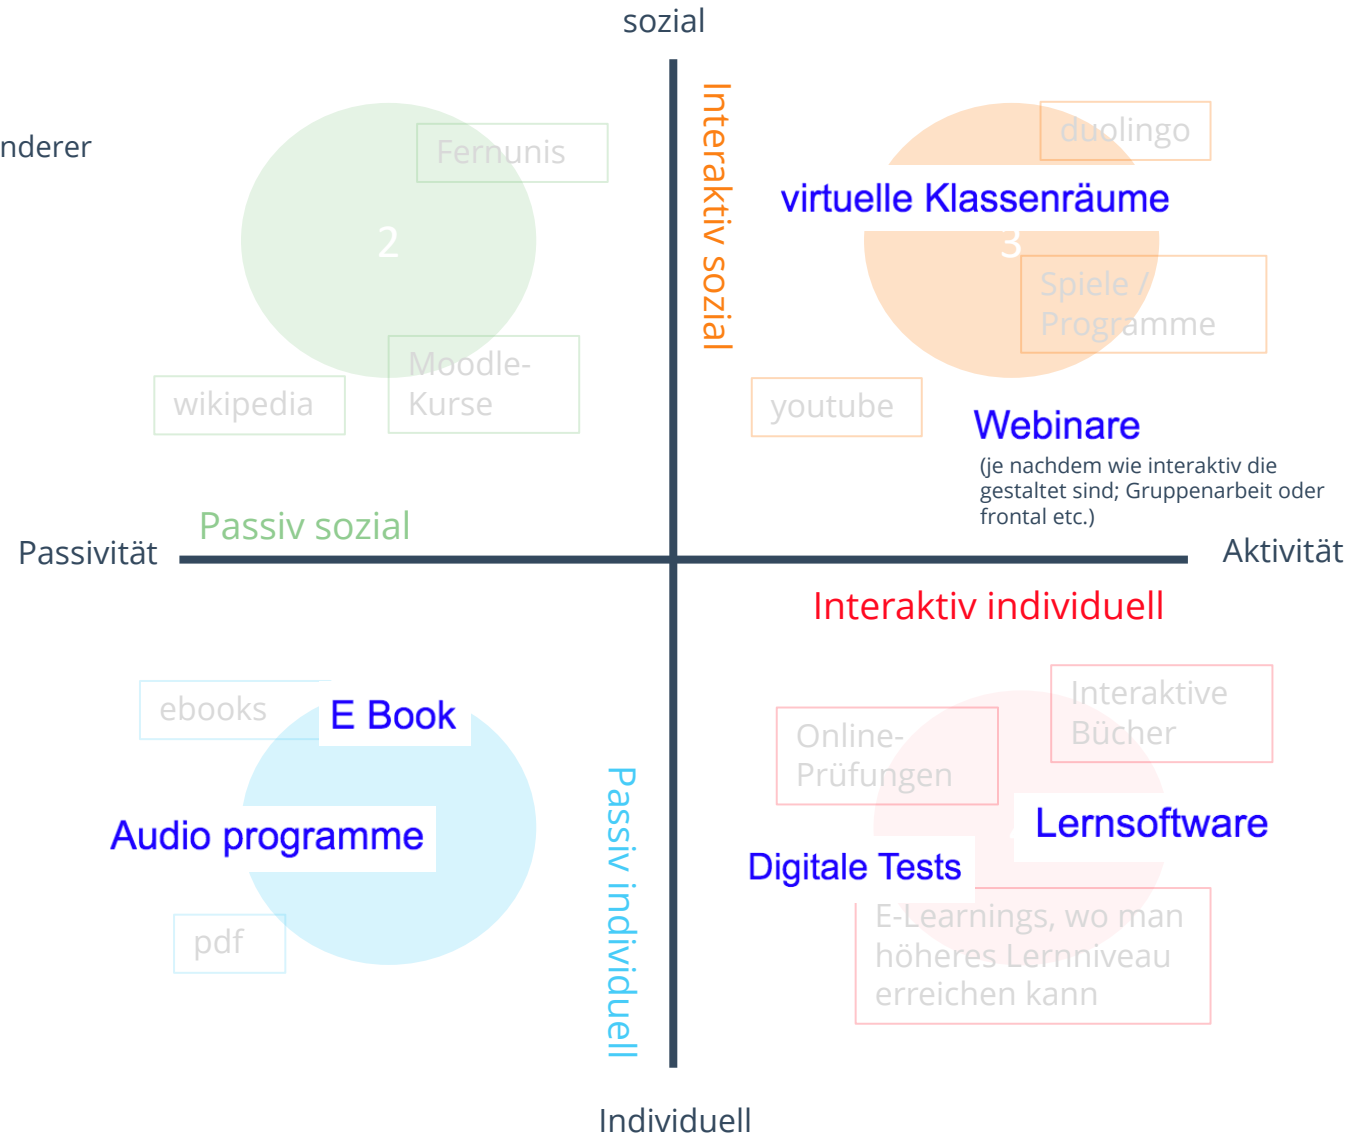 sozial
nderer
Interaktiv sozial
duolingo
Fernunis
virtuelle Klassenräume
2
3
Spiele /
Programme
Moodle-
Kurse
wikipedia
youtube
Webinare
(je nachdem wie interaktiv die
gestaltet sind; Gruppenarbeit oder
frontal etc.)
Passiv sozial
Passivität
Aktivität
Interaktiv individuell
ebooks
E Book
Interaktive
Bücher
Online-
Prüfungen
Passiv individuell
Audio programme
Lernsoftware
Digitale Tests
pdf
E-Learnings, wo man
höheres Lernniveau
erreichen kann
Individuell